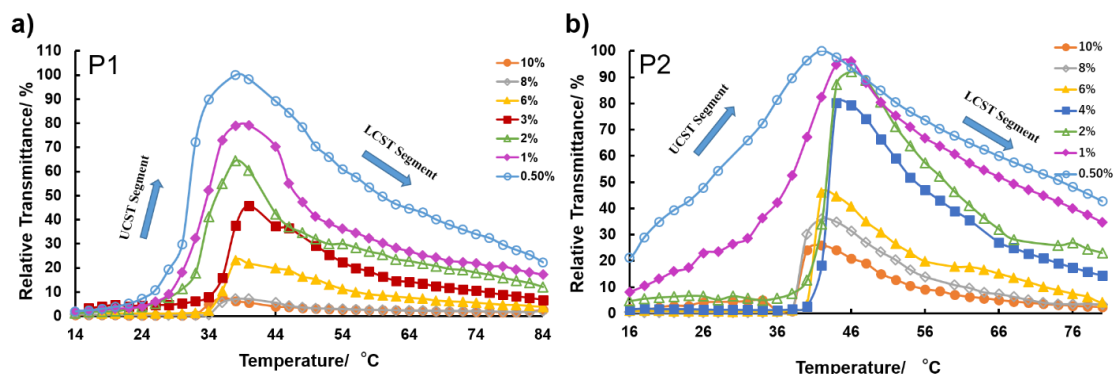 a)
P1
Relative Transmittance/ %
110
100
90
80
70
60
50
40
30
20
10
0
14 24 34 44 54 64 74 84
Temperature/ °C
UCST Segment
LCST Segment
10%
8%
6%
3%
2%
1%
0.50%
b)
P2
Relative Transmittance/ %
100
90
80
70
60
50
40
30
20
10
0
16 26 36 46 56 66 76
Temperature/ °C
UCST Segment
LCST Segment
10%
8%
6%
4%
2%
1%
0.50%